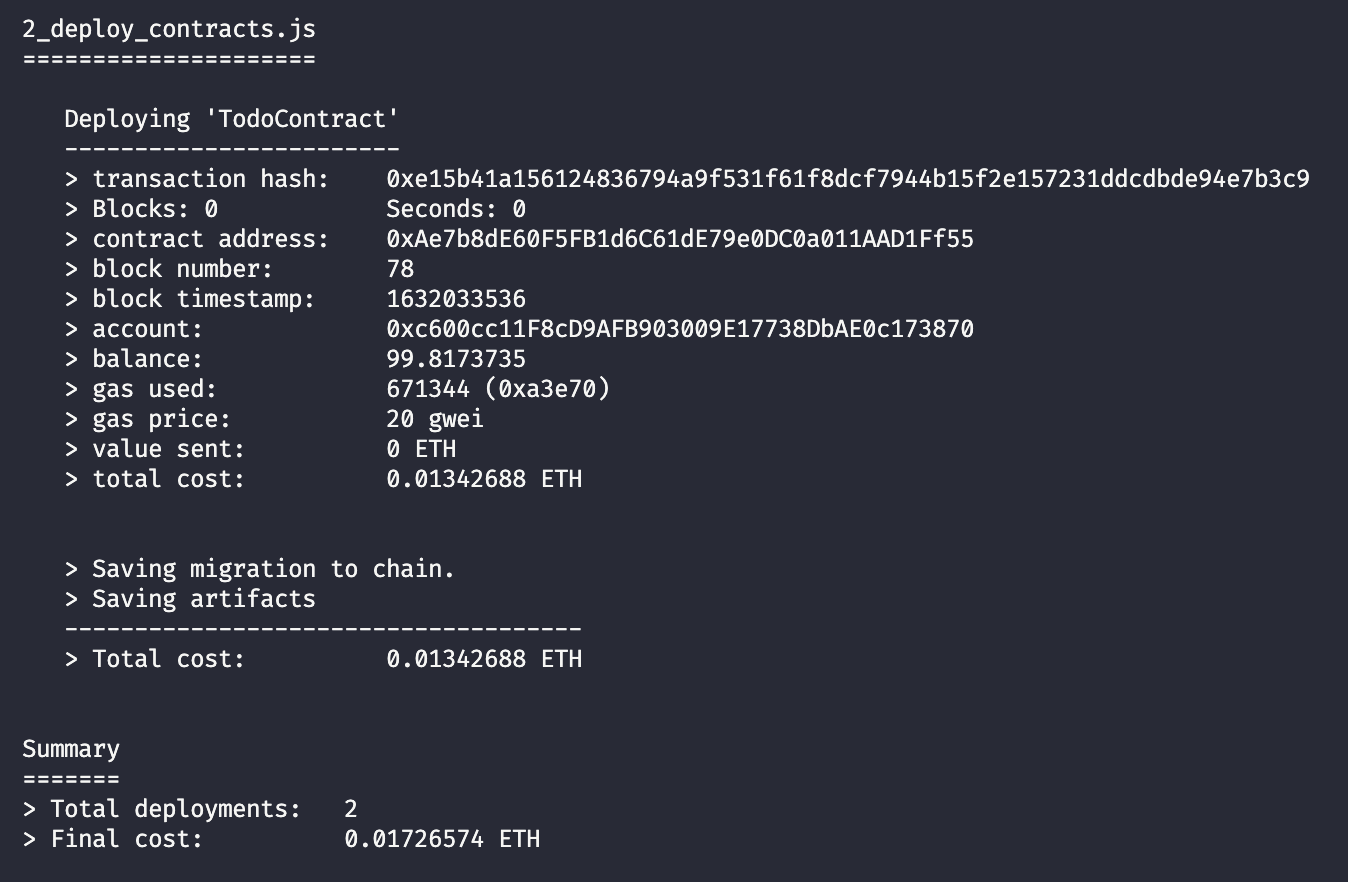 2_deploy_contracts.js
=====================
Deploying 'TodoContract'
------------------------
> transaction hash:    0xe15b41a156124836794a9f531f61f8dcf7944b15f2e157231ddcdbde94e7b3c9
> Blocks: 0            Seconds: 0
> contract address:    0xAe7b8dE60F5FB1d6C61dE79e0DC0a011AAD1Ff55
> block number:        78
> block timestamp:     1632033536
> account:             0xc600cc11F8cD9AFB903009E17738DbAE0c173870
> balance:             99.8173735
> gas used:            671344 (0xa3e70)
> gas price:           20 gwei
> value sent:          0 ETH
> total cost:          0.01342688 ETH
> Saving migration to chain.
> Saving artifacts
-------------------------------------
> Total cost:          0.01342688 ETH
Summary
=======
> Total deployments:   2
> Final cost:          0.01726574 ETH